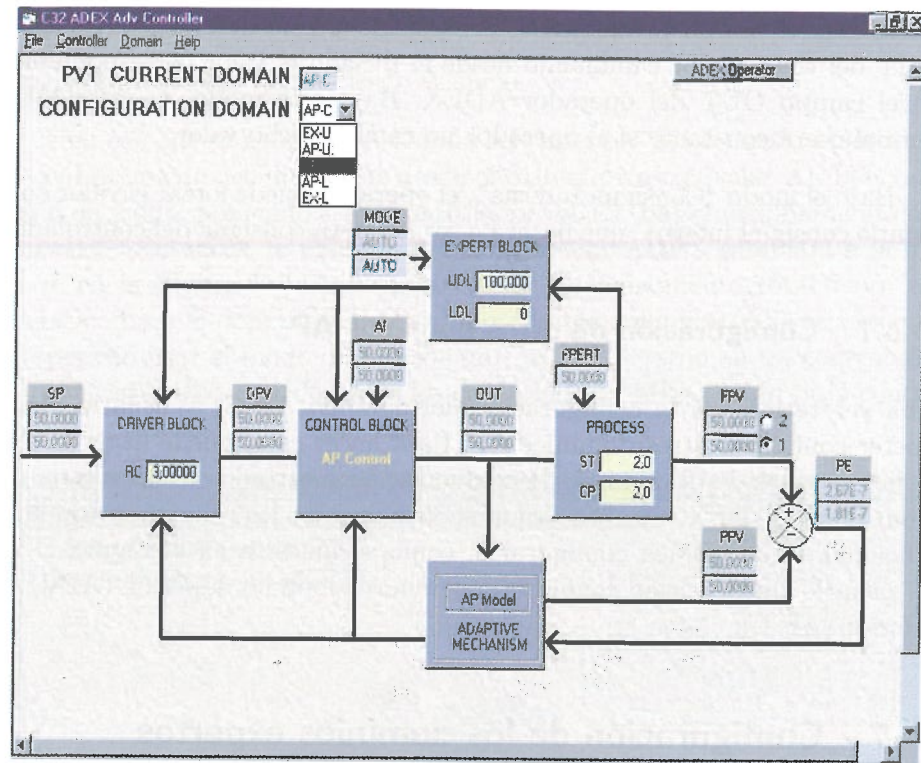 C32 ADEX Adv Controller
File Controller Domain Help
PV1 CURRENT DOMAIN AP-C
ADEX Operator
CONFIGURATION DOMAIN AP-C
EX-U
AP-U
AP-L
EX-L
MODE
AUTO
AUTO
EXPERT BLOCK
UDL 100,000
LDL 0
AI
50.0000
50.0000
FPERT
50.0000
SP
50.0000
50.0000
DRIVER BLOCK
RC 3,00000
DPV
50.0000
50.0000
CONTROL BLOCK
AP Control
OUT
50.0000
50.0000
PROCESS
ST 2,0
CP 2,0
FPV
50.0000 2
50.0000 1
PE
2.67E-7
1.81E-7
+
−
PPV
50.0000
50.0000
AP Model
ADAPTIVE
MECHANISM